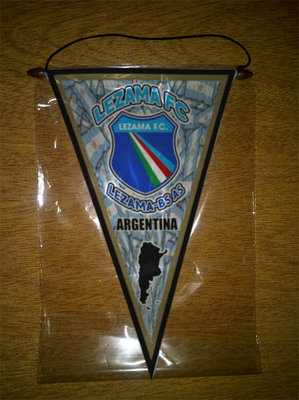 LEZAMA FC
LEZAMA F.C.
LEZAMA-BS AS
ARGENTINA